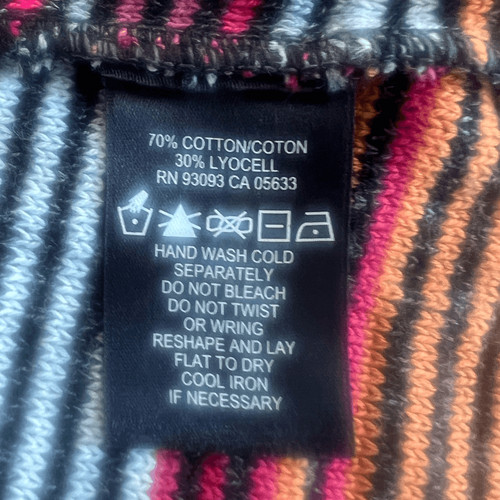 70% COTTON/COTON
30% LYOCELL
RN 93093 CA 05633
HAND WASH COLD
SEPARATELY
DO NOT BLEACH
DO NOT TWIST
OR WRING
RESHAPE AND LAY
FLAT TO DRY
COOL IRON
IF NECESSARY